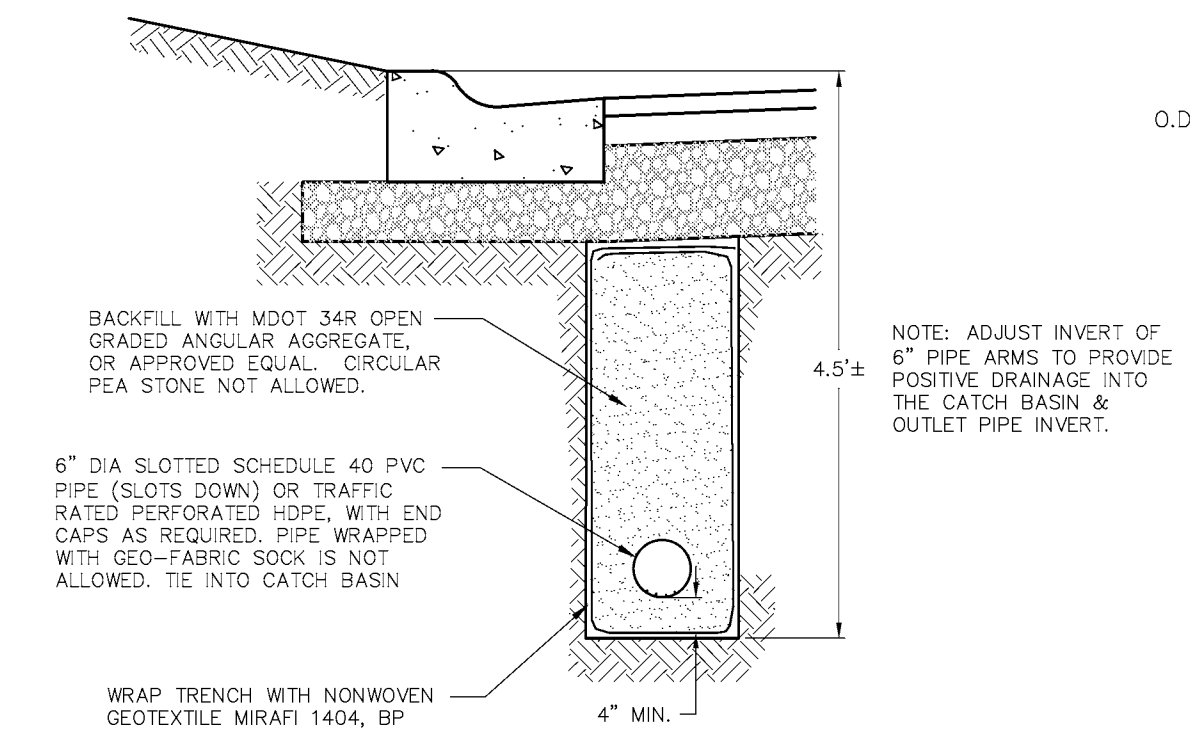 O.D
BACKFILL WITH MDOT 34R OPEN
GRADED ANGULAR AGGREGATE,
OR APPROVED EQUAL. CIRCULAR
PEA STONE NOT ALLOWED.
4.5'±
NOTE: ADJUST INVERT OF
6" PIPE ARMS TO PROVIDE
POSITIVE DRAINAGE INTO
THE CATCH BASIN &
OUTLET PIPE INVERT.
6" DIA SLOTTED SCHEDULE 40 PVC
PIPE (SLOTS DOWN) OR TRAFFIC
RATED PERFORATED HDPE, WITH END
CAPS AS REQUIRED. PIPE WRAPPED
WITH GEO-FABRIC SOCK IS NOT
ALLOWED. TIE INTO CATCH BASIN
WRAP TRENCH WITH NONWOVEN
GEOTEXTILE MIRAFI 1404, BP
4" MIN.